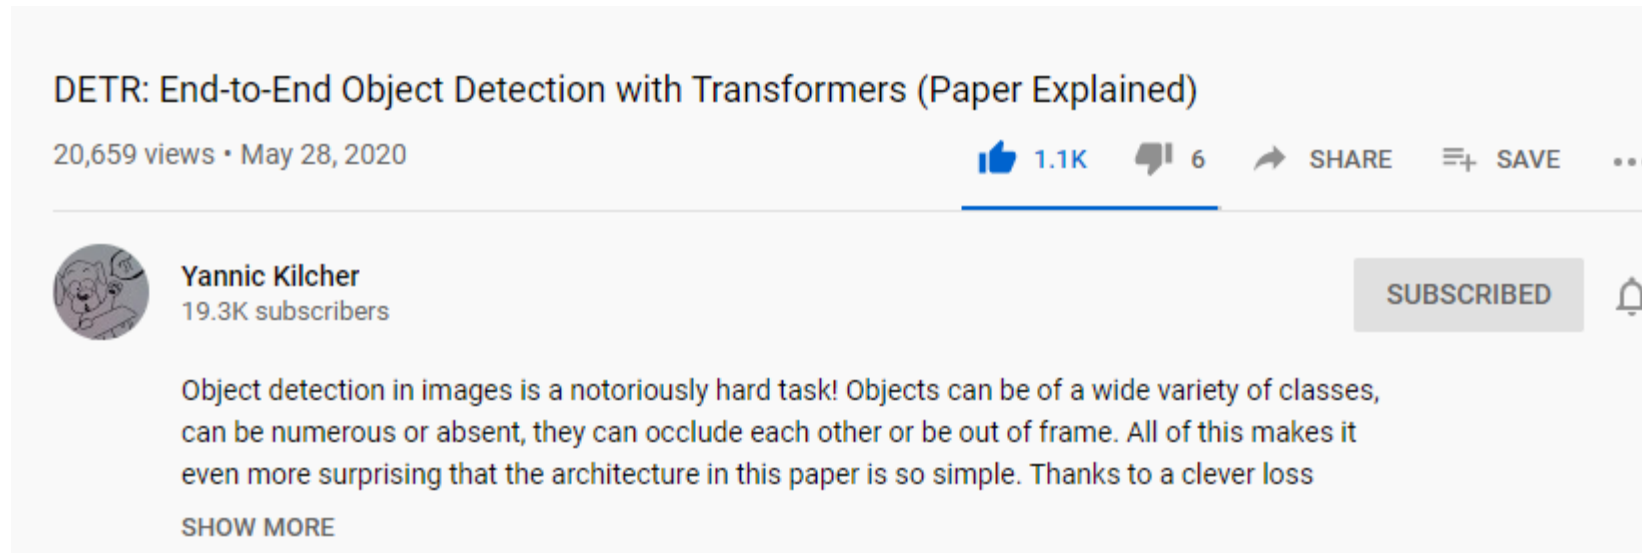 DETR: End-to-End Object Detection with Transformers (Paper Explained)
20,659 views • May 28, 2020
1.1K 6 SHARE SAVE
Yannic Kilcher
19.3K subscribers
SUBSCRIBED
Object detection in images is a notoriously hard task! Objects can be of a wide variety of classes,
can be numerous or absent, they can occlude each other or be out of frame. All of this makes it
even more surprising that the architecture in this paper is so simple. Thanks to a clever loss
SHOW MORE